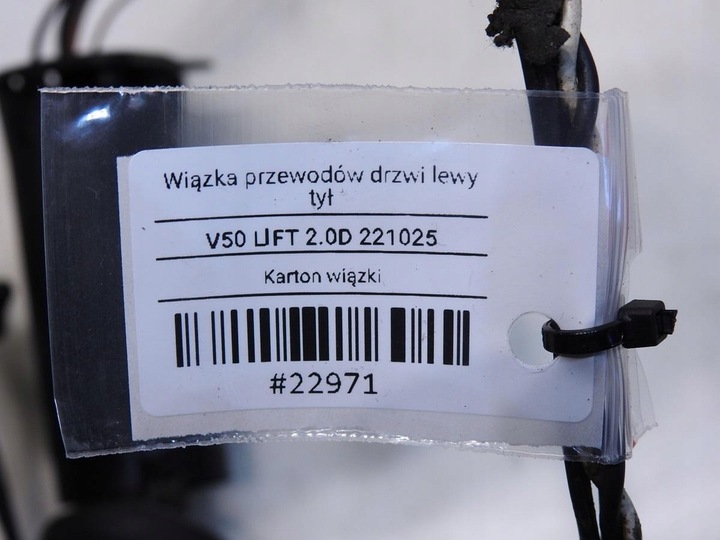 Wiązka przewodów drzwi lewy
tył
V50 LIFT 2.0D 221025
Karton wiązki
#22971